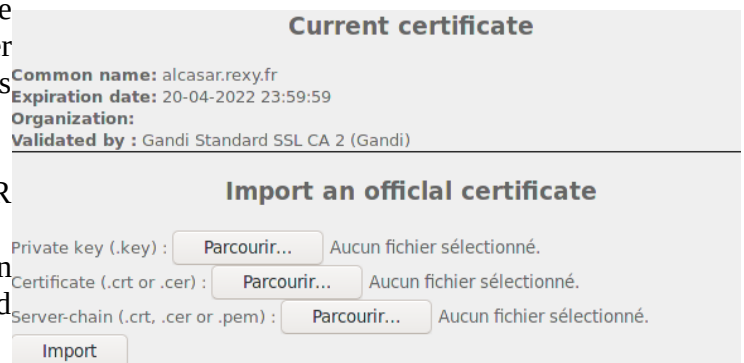 e
Current certificate
er
s
Common name: alcasar.rexy.fr
Expiration date: 20-04-2022 23:59:59
Organization:
Validated by : Gandi Standard SSL CA 2 (Gandi)
R
Import an officlal certificate
Private key (.key) : Parcourir... Aucun fichier sélectionné.
n
Certificate (.crt or .cer) : Parcourir... Aucun fichier sélectionné.
d
Server-chain (.crt, .cer or .pem) : Parcourir... Aucun fichier sélectionné.
Import